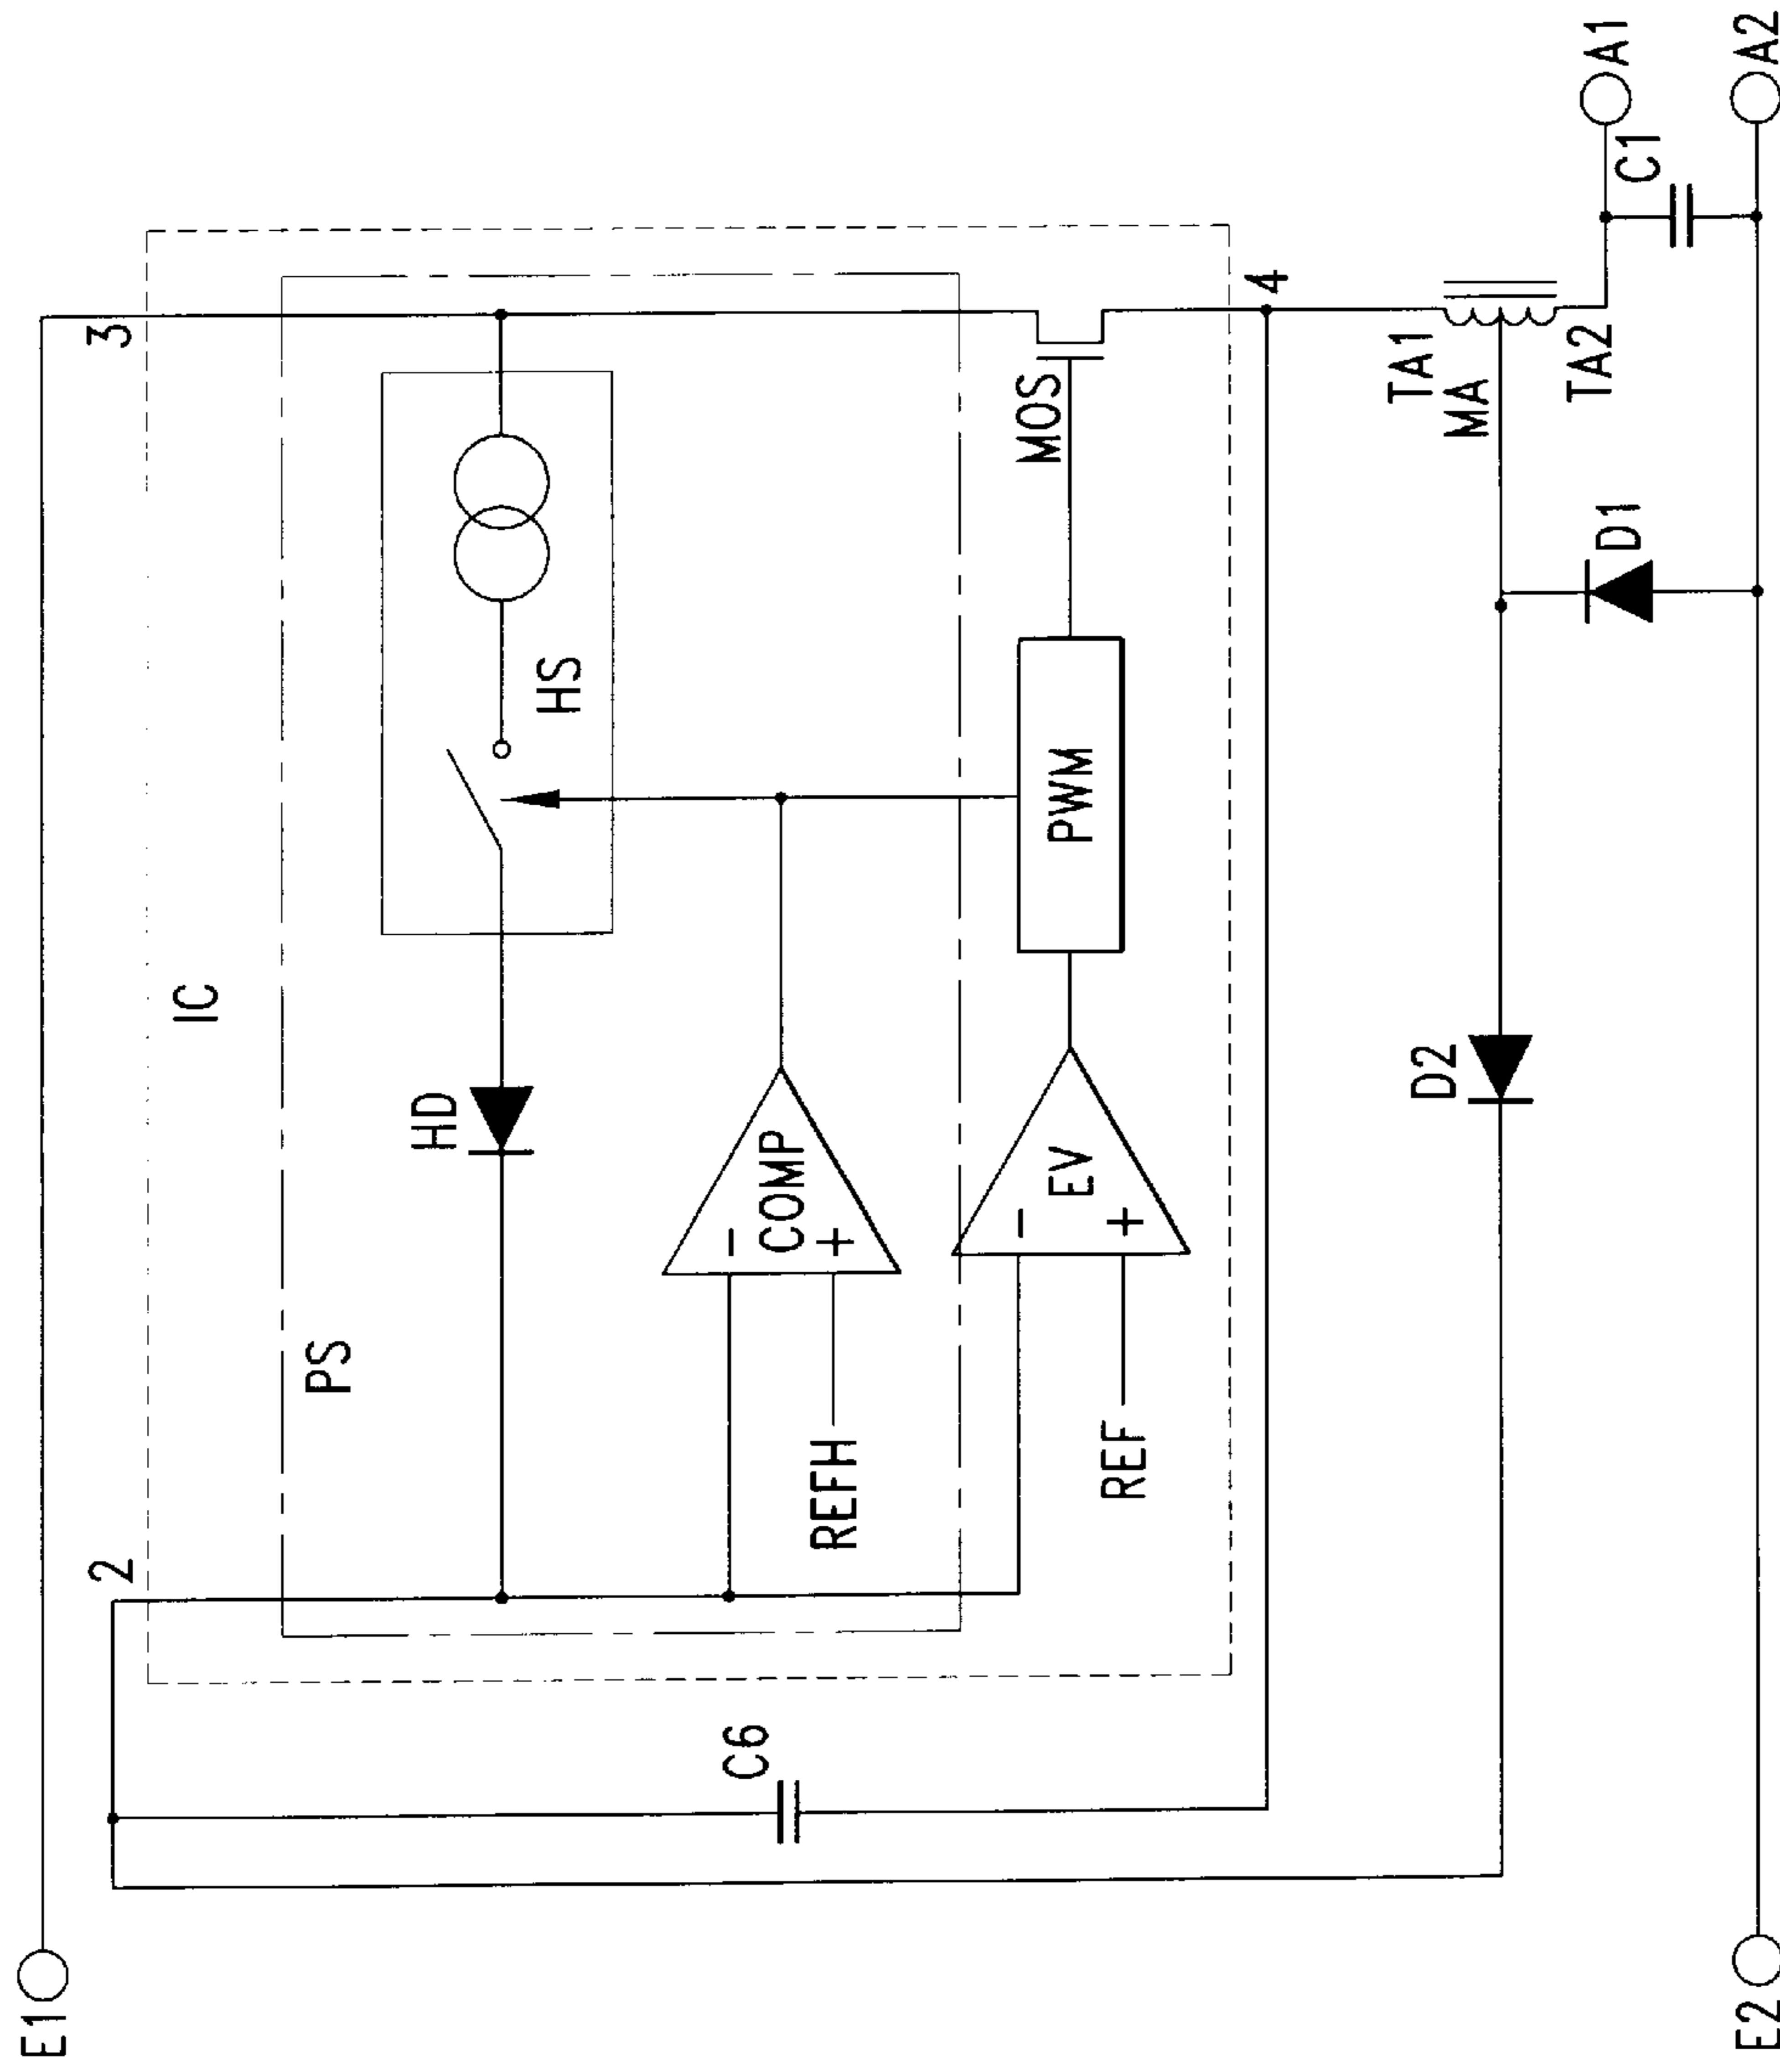 E1
2
3
IC
PS
HD
HS
C6
COMP
-
+
REFH
EV
-
+
REF
PWM
MOS
4
D2
D1
TA1
MA
TA2
C1
A1
E2
A2